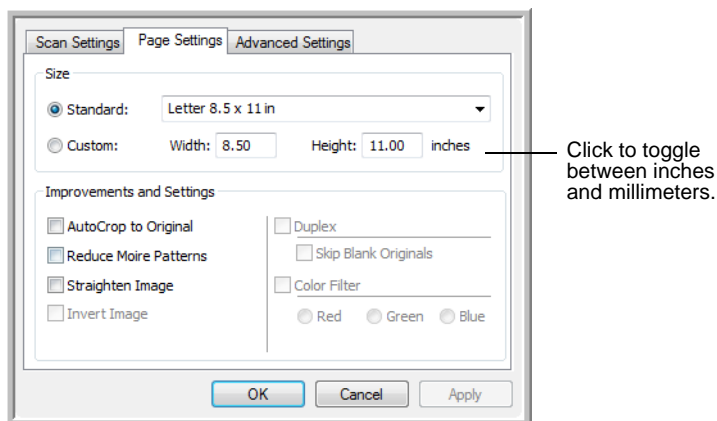 Scan Settings Page Settings Advanced Settings
Size
Standard: Letter 8.5 x 11 in
Custom: Width: 8.50 Height: 11.00 inches
Click to toggle
between inches
and millimeters.
Improvements and Settings
AutoCrop to Original
Reduce Moire Patterns
Straighten Image
Invert Image
Duplex
Skip Blank Originals
Color Filter
Red Green Blue
OK Cancel Apply